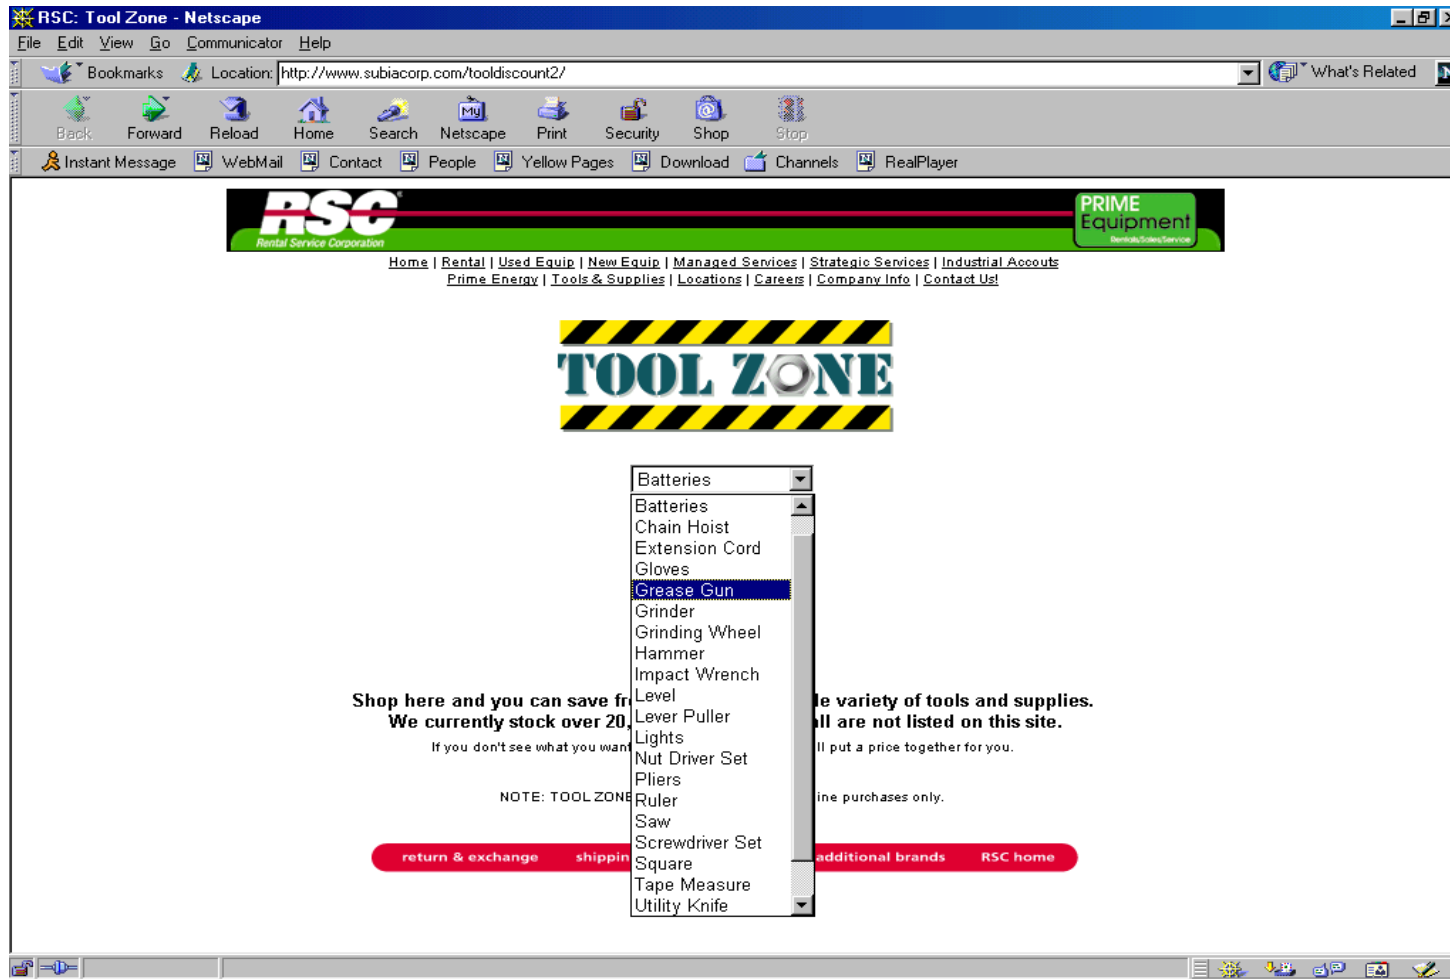 RSC: Tool Zone - Netscape
File Edit View Go Communicator Help
Bookmarks Location: http://www.subiacorp.com/tooldiscount2/ What's Related
Back Forward Reload Home Search Netscape Print Security Shop Stop
Instant Message WebMail Contact People Yellow Pages Download Channels RealPlayer
RSC
Rental Service Corporation
PRIME
Equipment
Rentals/Sales/Service
Home | Rental | Used Equip | New Equip | Managed Services | Strategic Services | Industrial Accouts
Prime Energy | Tools & Supplies | Locations | Careers | Company Info | Contact Us!
TOOL ZONE
Batteries
Batteries
Chain Hoist
Extension Cord
Gloves
Grease Gun
Grinder
Grinding Wheel
Hammer
Impact Wrench
Level
Lever Puller
Lights
Nut Driver Set
Pliers
Ruler
Saw
Screwdriver Set
Square
Tape Measure
Utility Knife
Shop here and you can save variety of tools and supplies.
We currently stock over 20, are not listed on this site.
If you don't see what you want put a price together for you.
NOTE: TOOL ZONE purchases only.
return & exchange additional brands RSC home